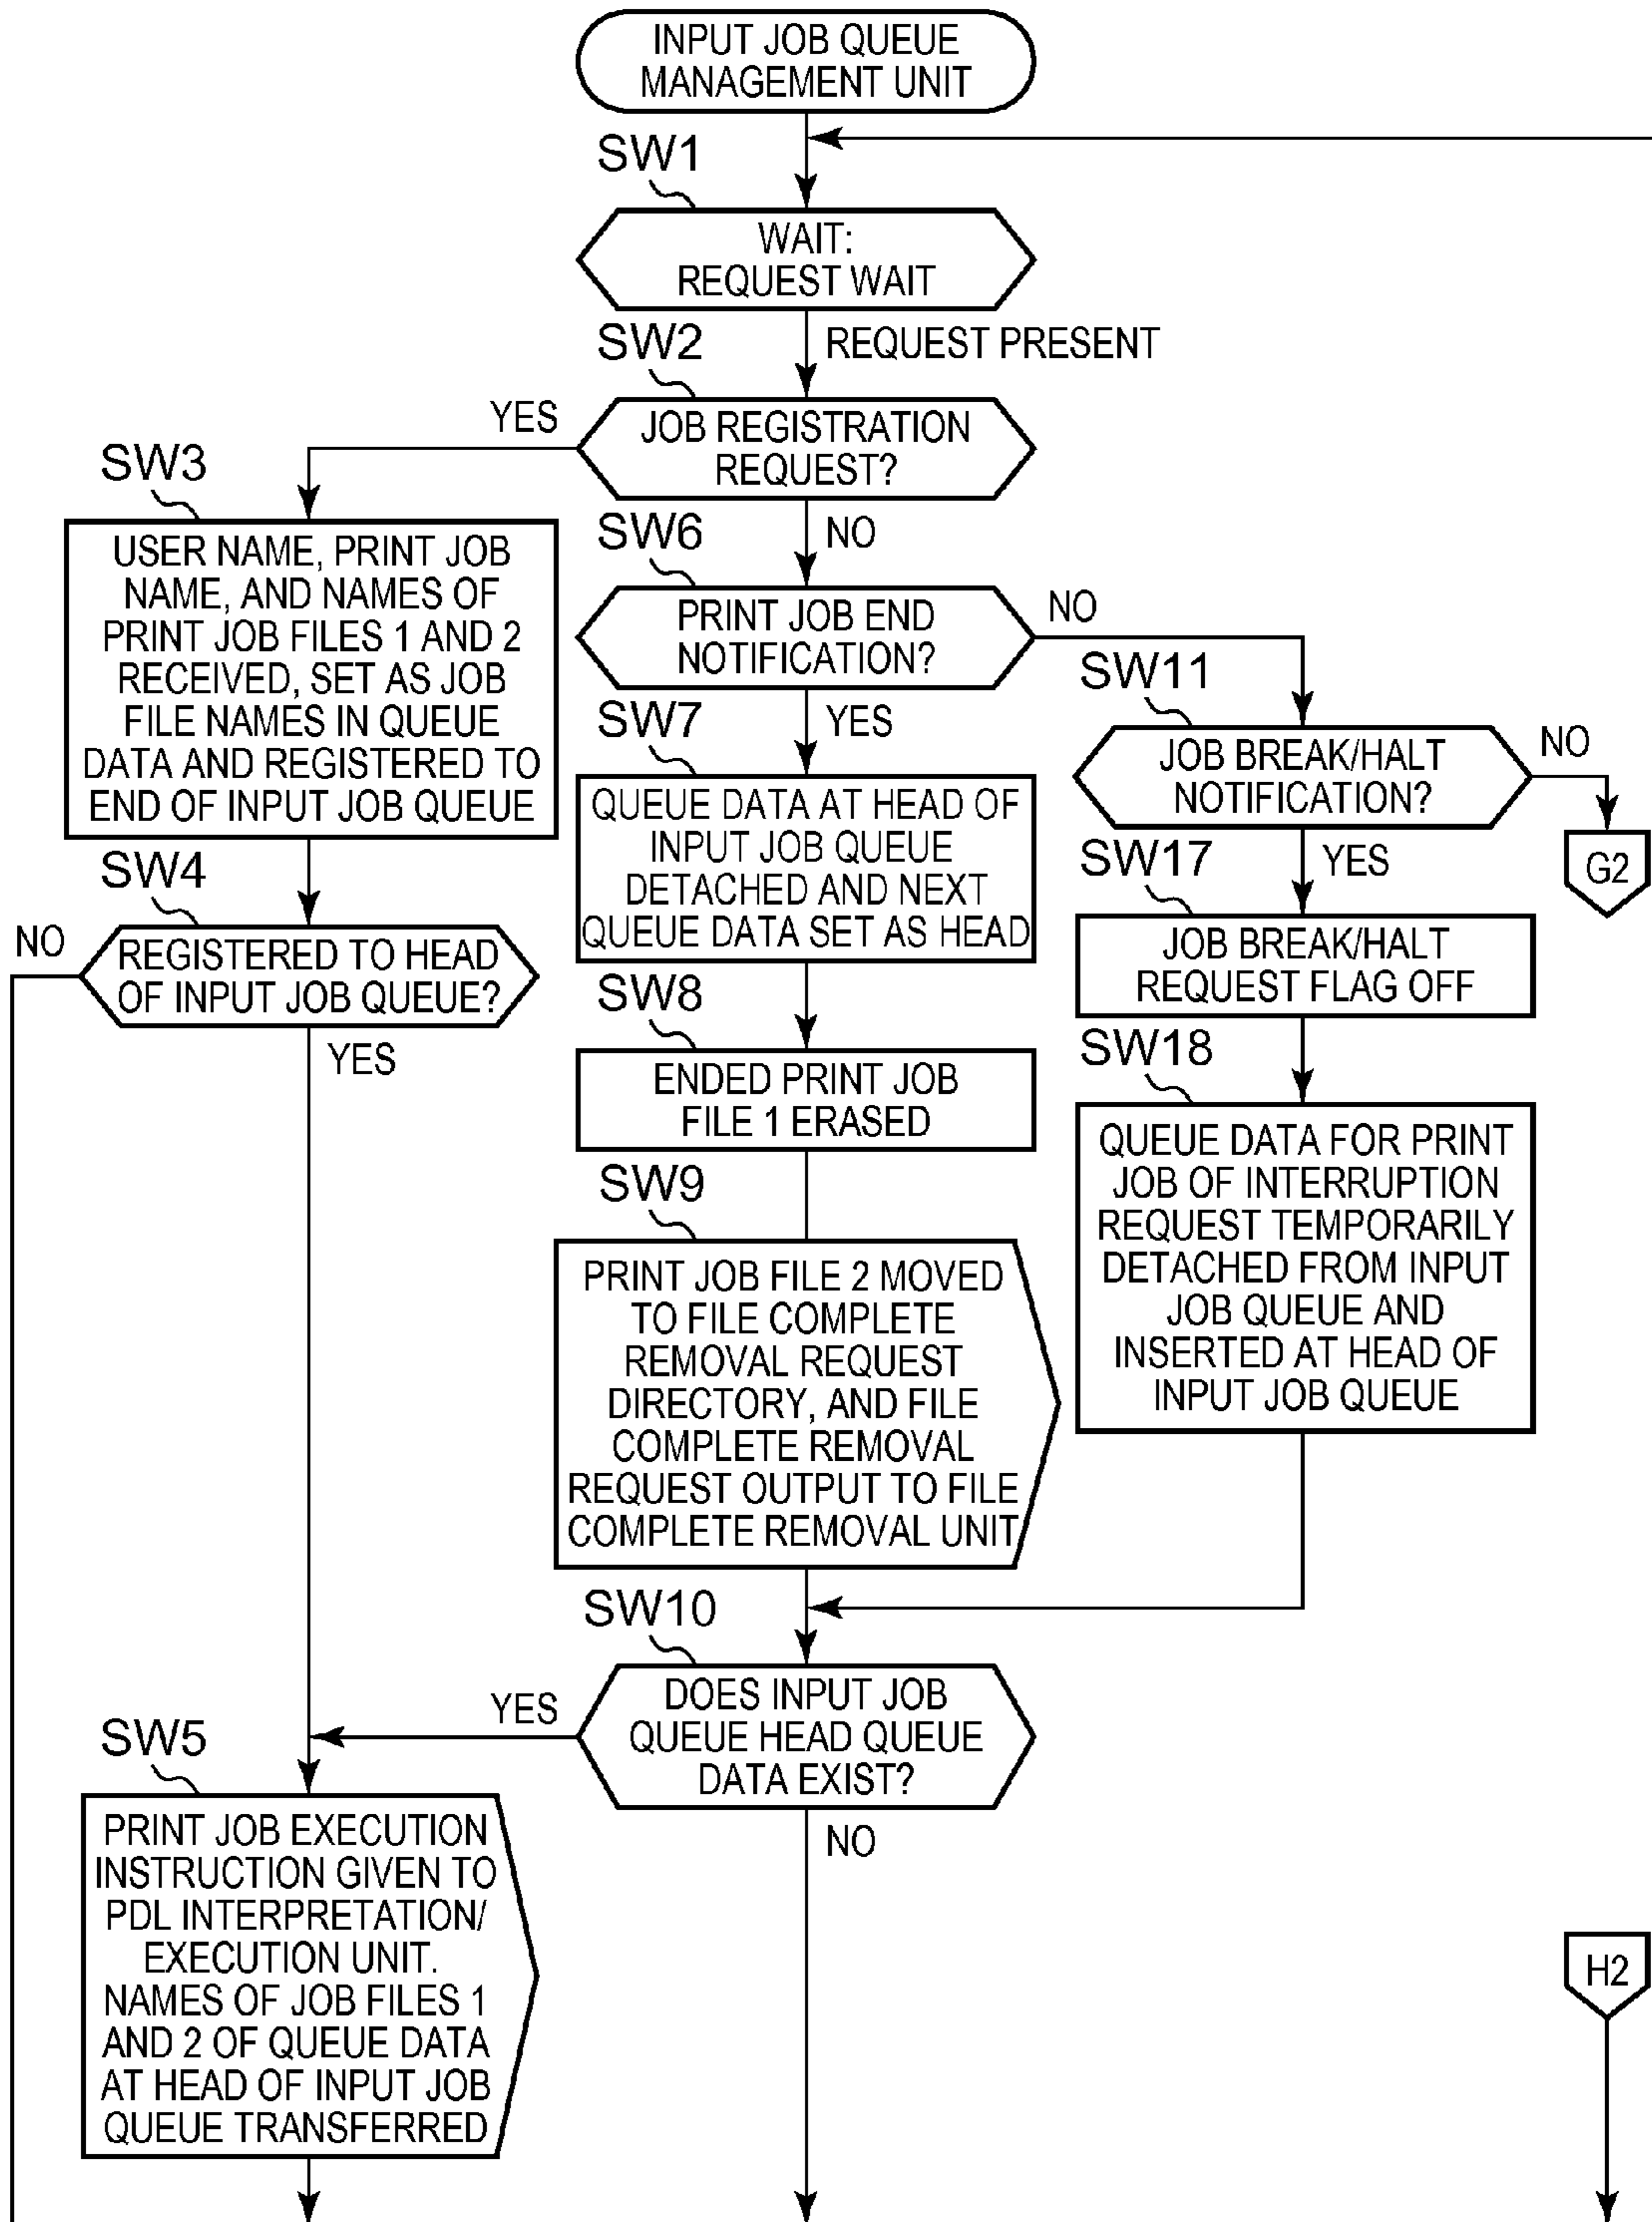 INPUT JOB QUEUE
MANAGEMENT UNIT
SW1
WAIT:
REQUEST WAIT
REQUEST PRESENT
SW2
JOB REGISTRATION
REQUEST?
YES
NO
SW3
USER NAME, PRINT JOB
NAME, AND NAMES OF
PRINT JOB FILES 1 AND 2
RECEIVED, SET AS JOB
FILE NAMES IN QUEUE
DATA AND REGISTERED TO
END OF INPUT JOB QUEUE
SW4
REGISTERED TO HEAD
OF INPUT JOB QUEUE?
NO
YES
SW6
PRINT JOB END
NOTIFICATION?
NO
YES
SW7
QUEUE DATA AT HEAD OF
INPUT JOB QUEUE
DETACHED AND NEXT
QUEUE DATA SET AS HEAD
SW8
ENDED PRINT JOB
FILE 1 ERASED
SW9
PRINT JOB FILE 2 MOVED
TO FILE COMPLETE
REMOVAL REQUEST
DIRECTORY, AND FILE
COMPLETE REMOVAL
REQUEST OUTPUT TO FILE
COMPLETE REMOVAL UNIT
SW11
JOB BREAK/HALT
NOTIFICATION?
NO
G2
YES
SW17
JOB BREAK/HALT
REQUEST FLAG OFF
SW18
QUEUE DATA FOR PRINT
JOB OF INTERRUPTION
REQUEST TEMPORARILY
DETACHED FROM INPUT
JOB QUEUE AND
INSERTED AT HEAD OF
INPUT JOB QUEUE
SW10
DOES INPUT JOB
QUEUE HEAD QUEUE
DATA EXIST?
YES
NO
SW5
PRINT JOB EXECUTION
INSTRUCTION GIVEN TO
PDL INTERPRETATION/
EXECUTION UNIT.
NAMES OF JOB FILES 1
AND 2 OF QUEUE DATA
AT HEAD OF INPUT JOB
QUEUE TRANSFERRED
H2